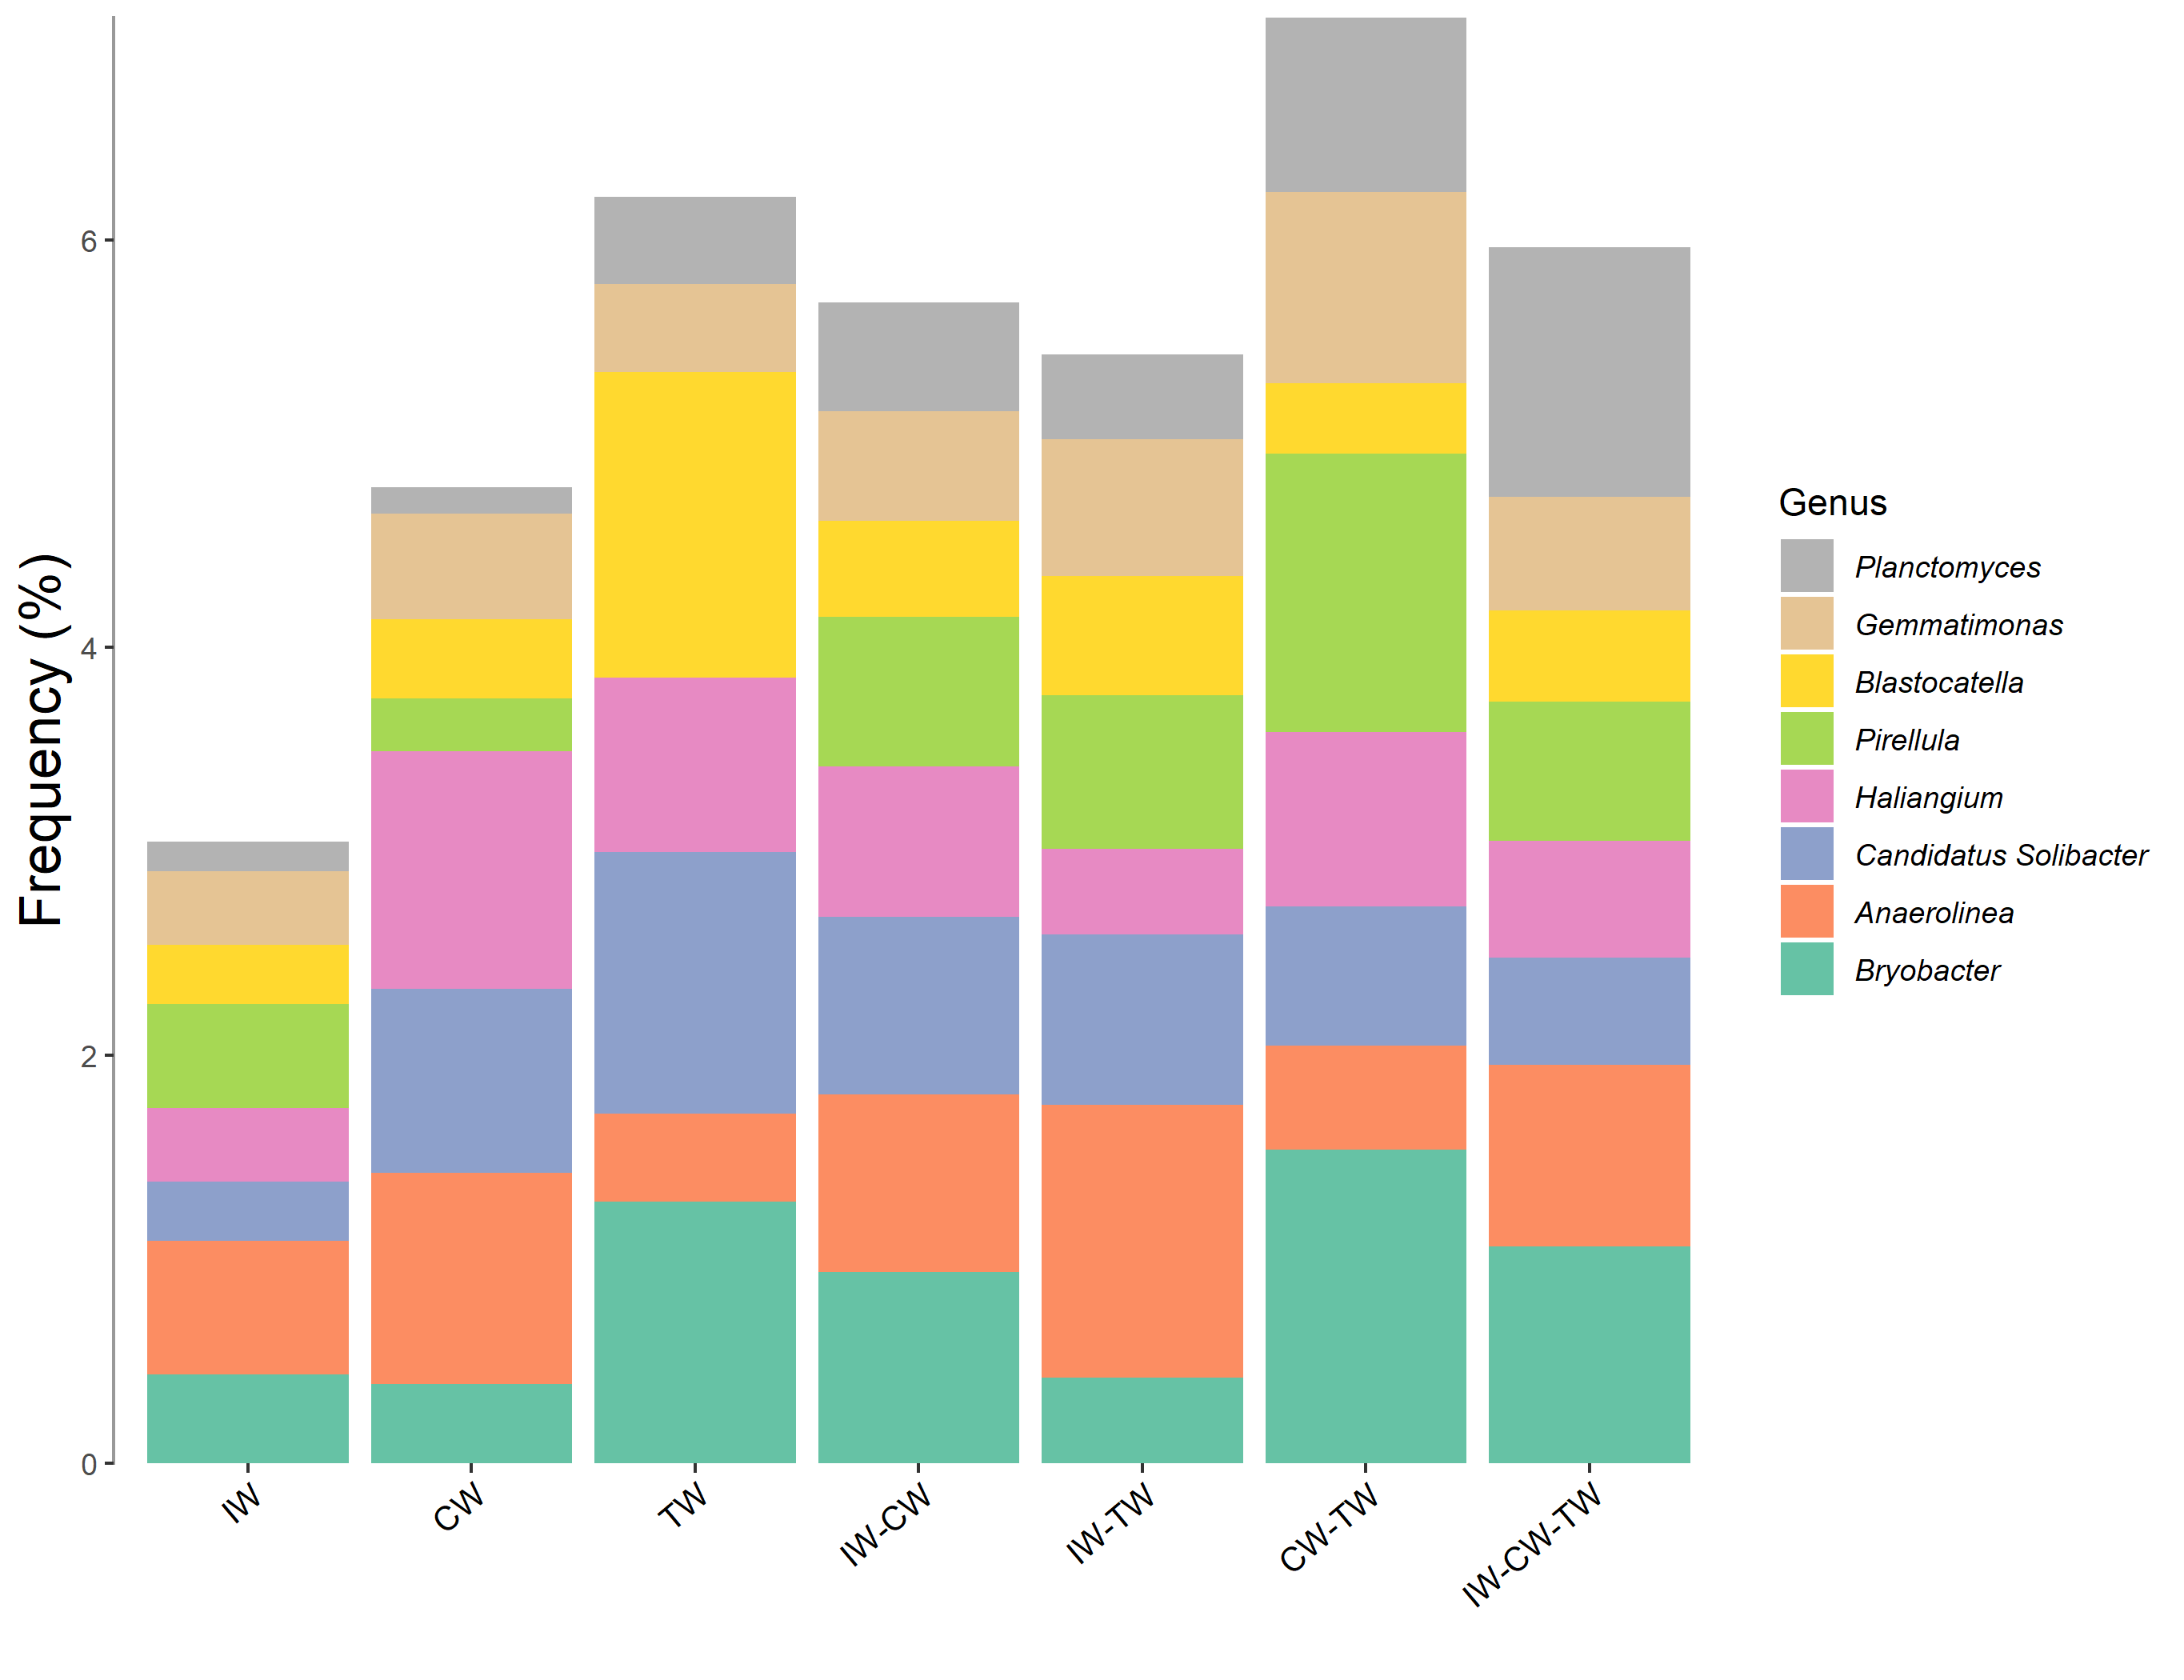 Frequency (%)
6
4
2
0
IW
CW
TW
IW-CW
IW-TW
CW-TW
IW-CW-TW
Genus
Planctomyces
Gemmatimonas
Blastocatella
Pirellula
Haliangium
Candidatus Solibacter
Anaerolinea
Bryobacter